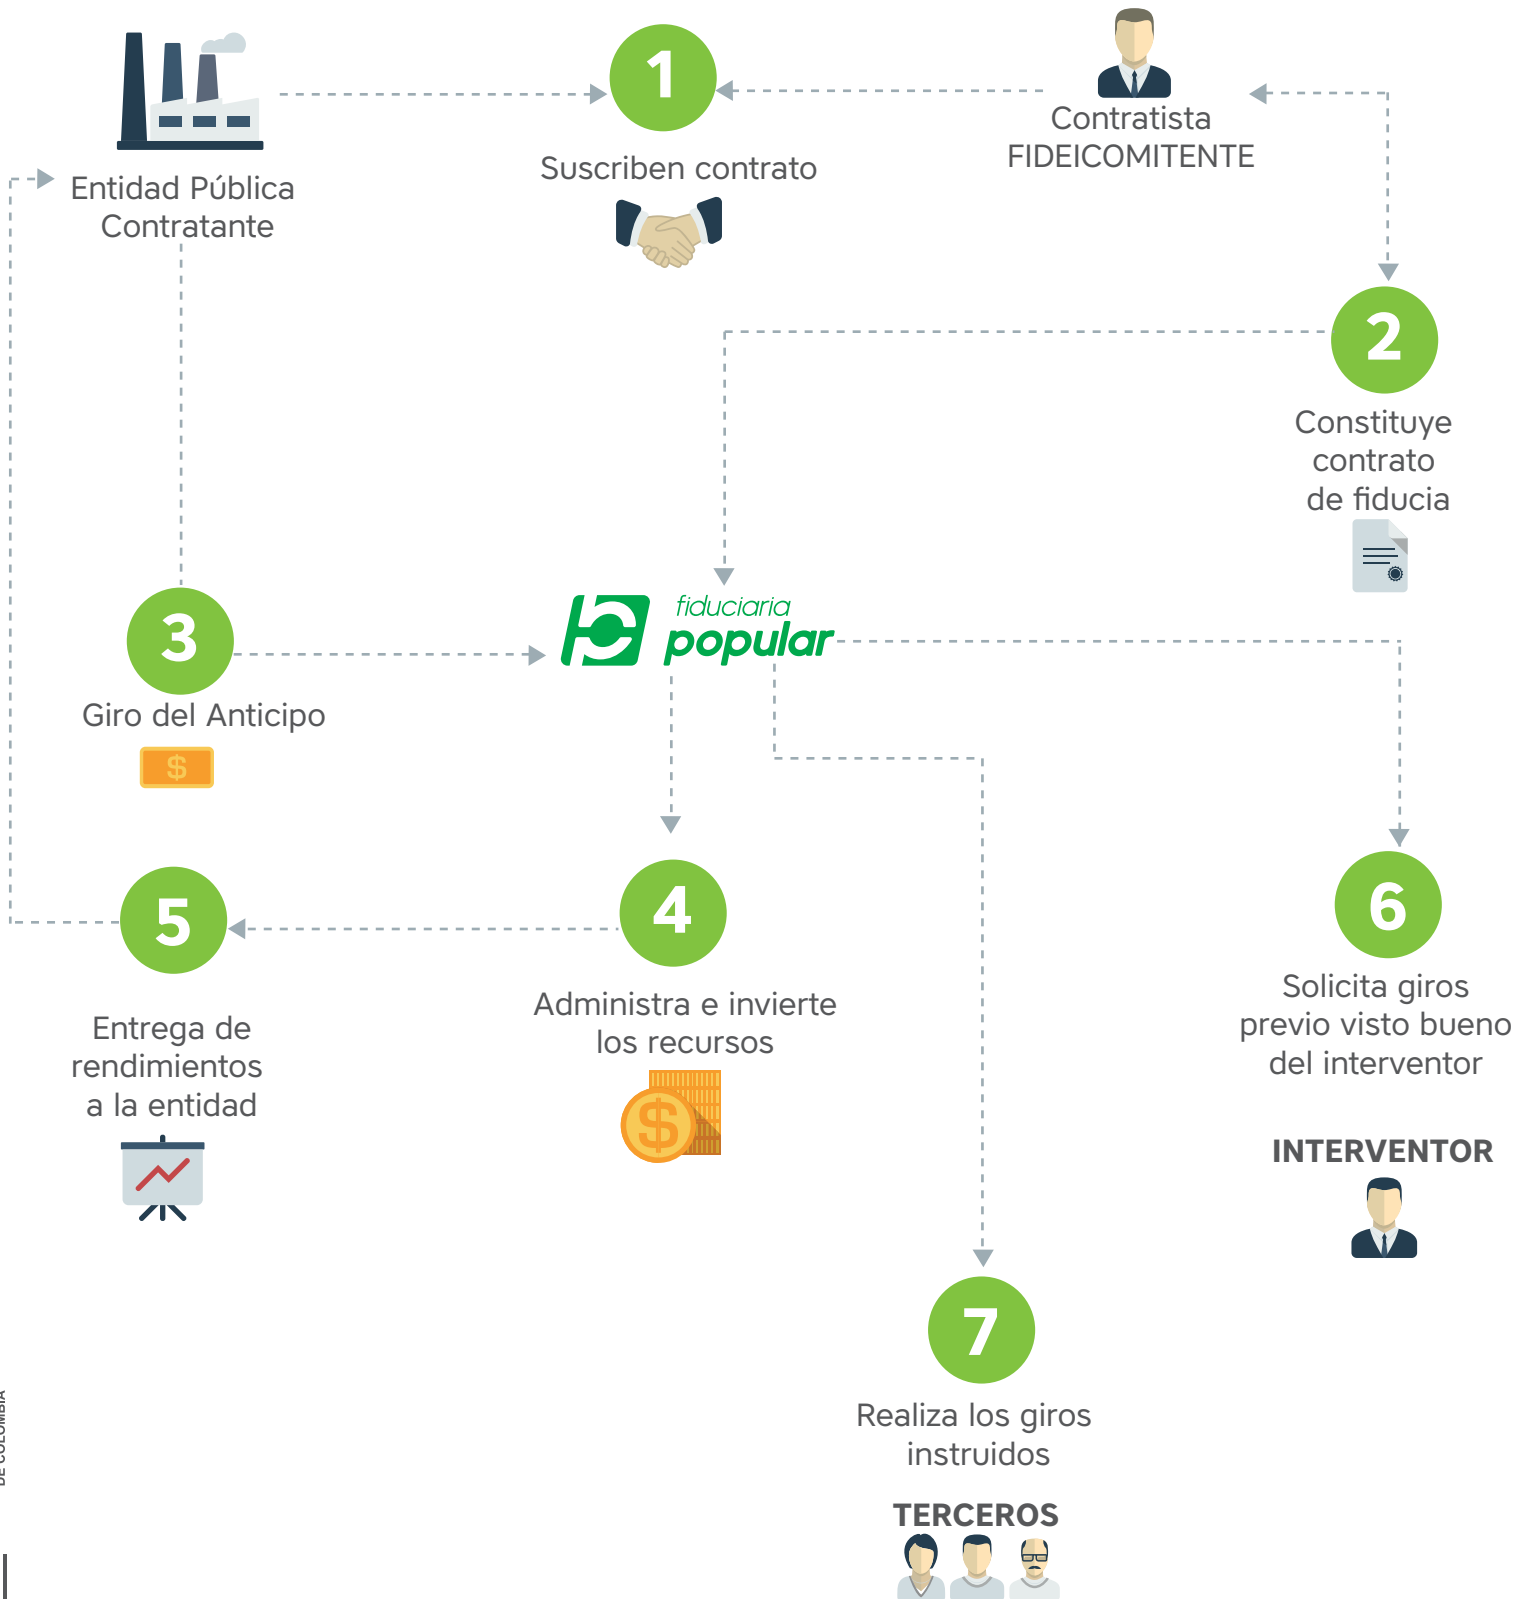 1
Suscriben contrato
Contratista
FIDEICOMITENTE
Entidad Pública
Contratante
2
Constituye
contrato
de fiducia
3
Giro del Anticipo
$
fiduciaria
popular
4
Administra e invierte
los recursos
$
5
Entrega de
rendimientos
a la entidad
6
Solicita giros
previo visto bueno
del interventor
INTERVENTOR
7
Realiza los giros
instruidos
TERCEROS
DE COLOMBIA